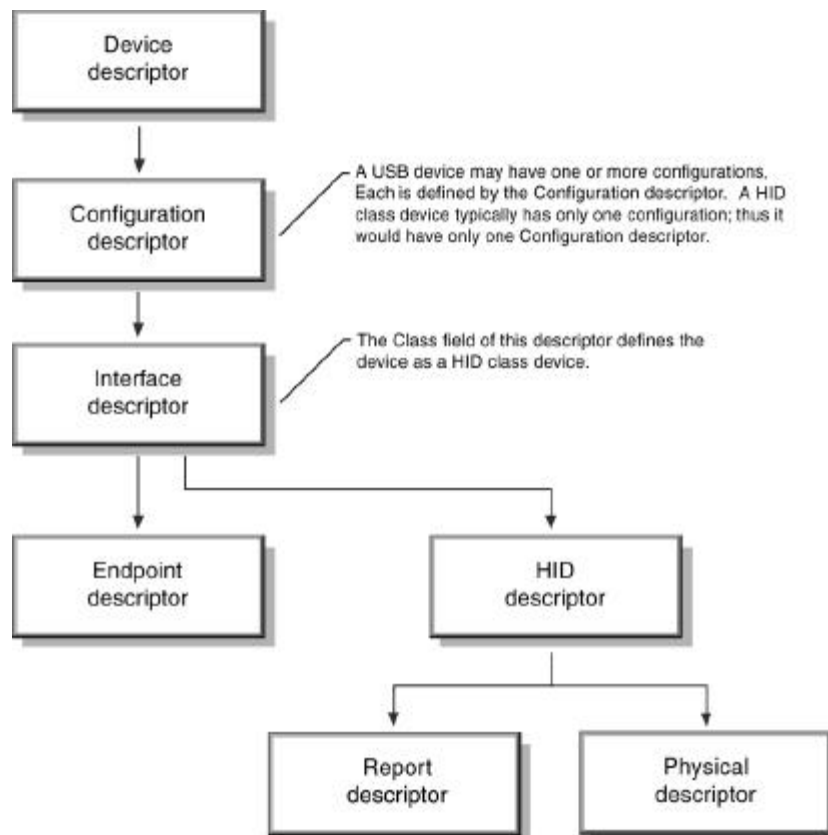 Device
descriptor
A USB device may have one or more configurations.
Each is defined by the Configuration descriptor. A HID
class device typically has only one configuration; thus it
would have only one Configuration descriptor.
Configuration
descriptor
The Class field of this descriptor defines the
device as a HID class device.
Interface
descriptor
Endpoint
descriptor
HID
descriptor
Report
descriptor
Physical
descriptor